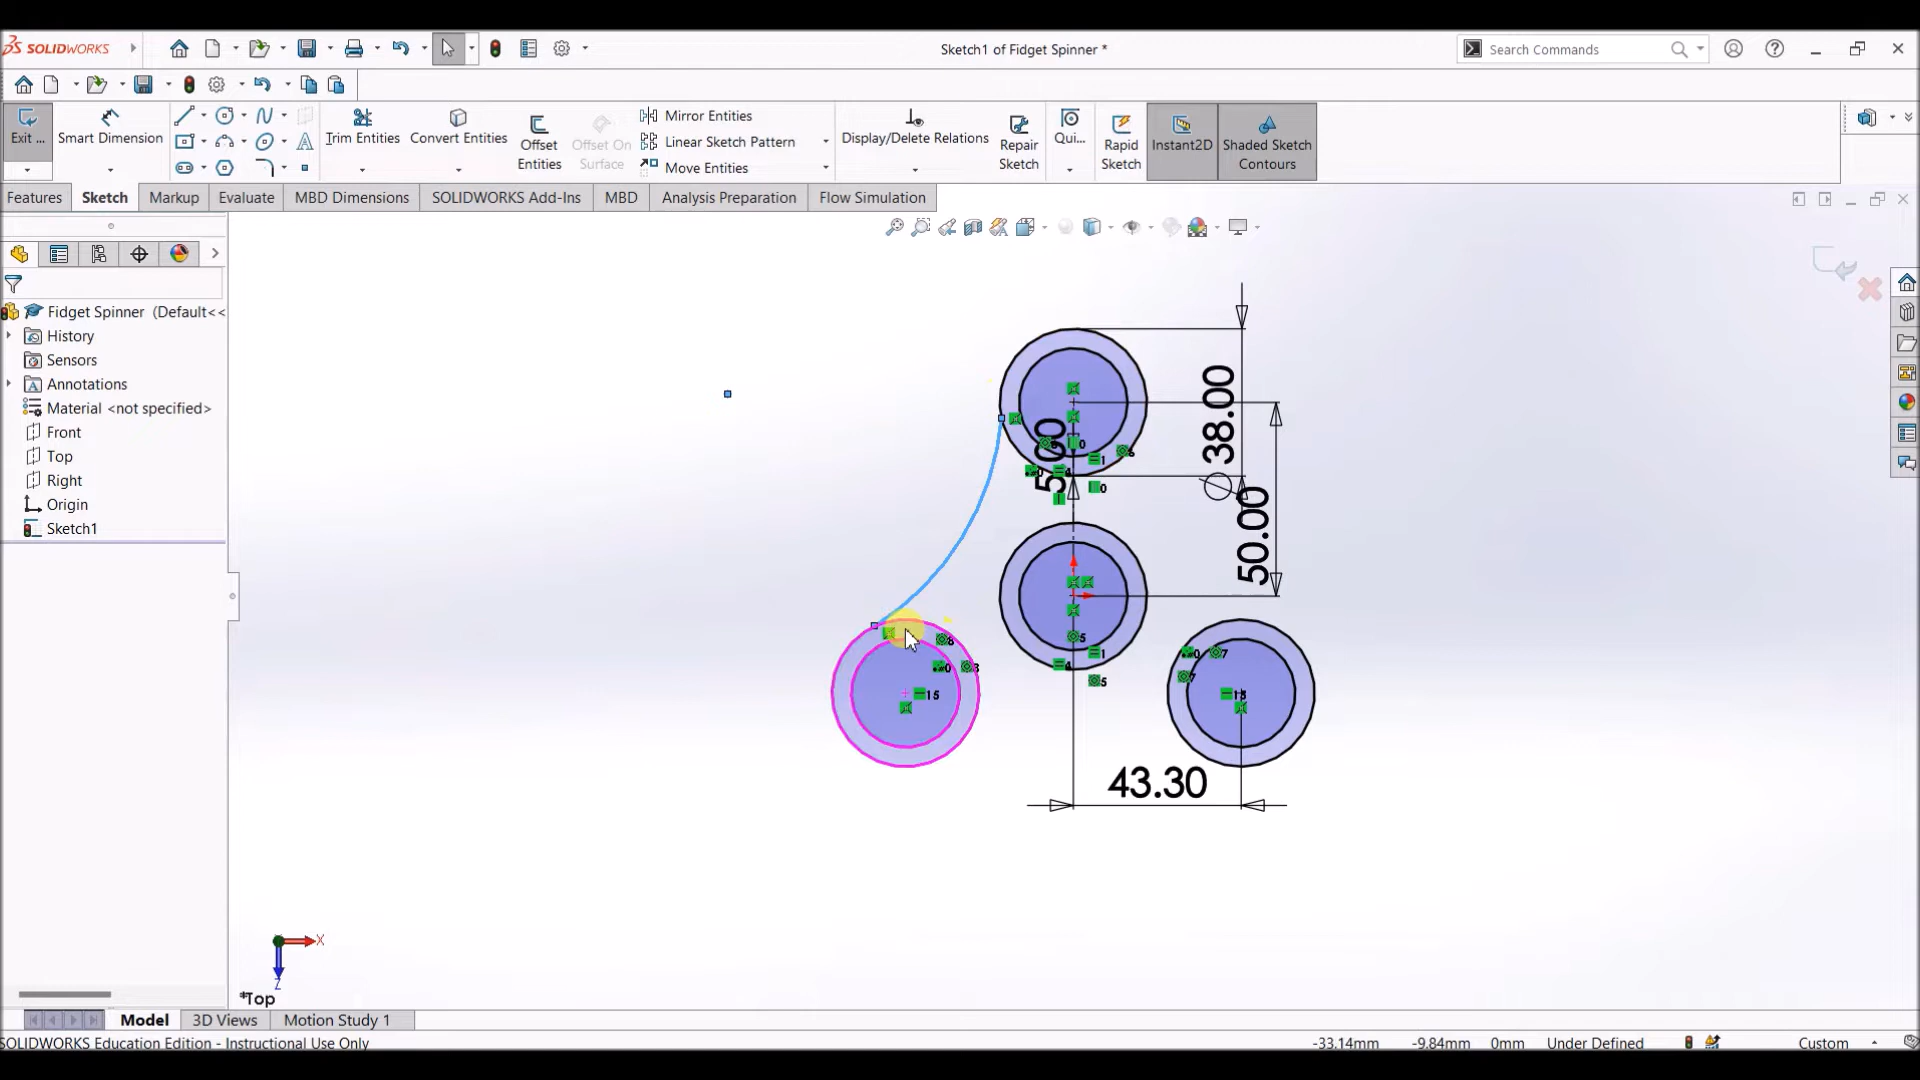 SOLIDWORKS
Sketch1 of Fidget Spinner *
Search Commands
Exit ...
Smart Dimension
Trim Entities
Convert Entities
Offset Entities
Offset On Surface
Mirror Entities
Linear Sketch Pattern
Move Entities
Display/Delete Relations
Repair Sketch
Qui...
Rapid Sketch
Instant2D
Shaded Sketch Contours
Features
Sketch
Markup
Evaluate
MBD Dimensions
SOLIDWORKS Add-Ins
MBD
Analysis Preparation
Flow Simulation
Fidget Spinner (Default<<
History
Sensors
Annotations
Material <not specified>
Front
Top
Right
Origin
Sketch1
38.00
50.00
43.30
15
X
Z
*Top
Model
3D Views
Motion Study 1
SOLIDWORKS Education Edition - Instructional Use Only
-33.14mm
-9.84mm
0mm
Under Defined
Custom